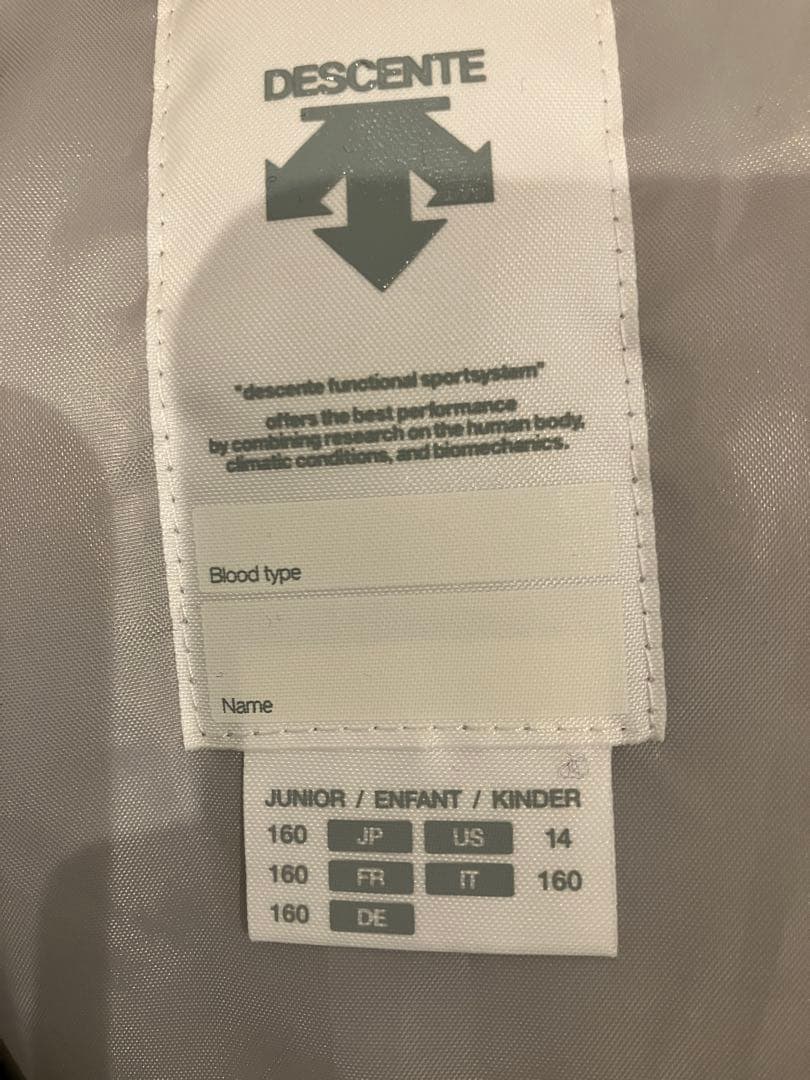 DESCENTE
"descente functional sportsystem"
offers the best performance
by combining research on the human body,
climatic conditions, and biomechanics.
Blood type
Name
JUNIOR / ENFANT / KINDER
160 JP US 14
160 FR IT 160
160 DE